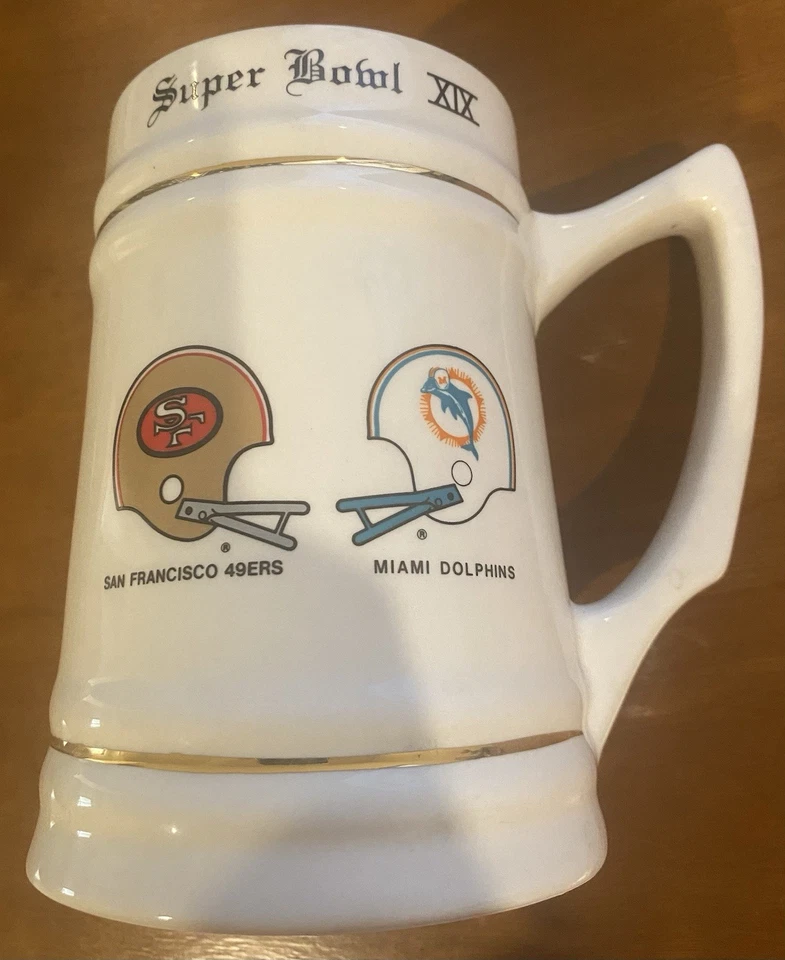 Super Bowl XIX
SF
M
® ®
SAN FRANCISCO 49ERS MIAMI DOLPHINS